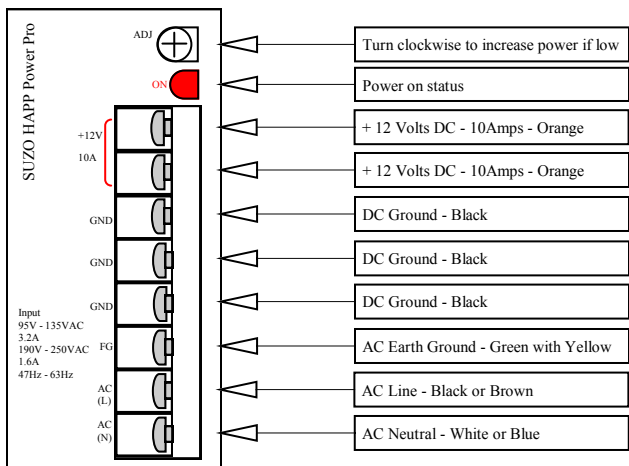 SUZO HAPP Power Pro
ADJ
Turn clockwise to increase power if low
ON
Power on status
+12V
10A
+ 12 Volts DC - 10Amps - Orange
+ 12 Volts DC - 10Amps - Orange
GND
DC Ground - Black
GND
DC Ground - Black
GND
DC Ground - Black
Input
95V - 135VAC
3.2A
190V - 250VAC
1.6A
47Hz - 63Hz
FG
AC Earth Ground - Green with Yellow
AC
(L)
AC Line - Black or Brown
AC
(N)
AC Neutral - White or Blue